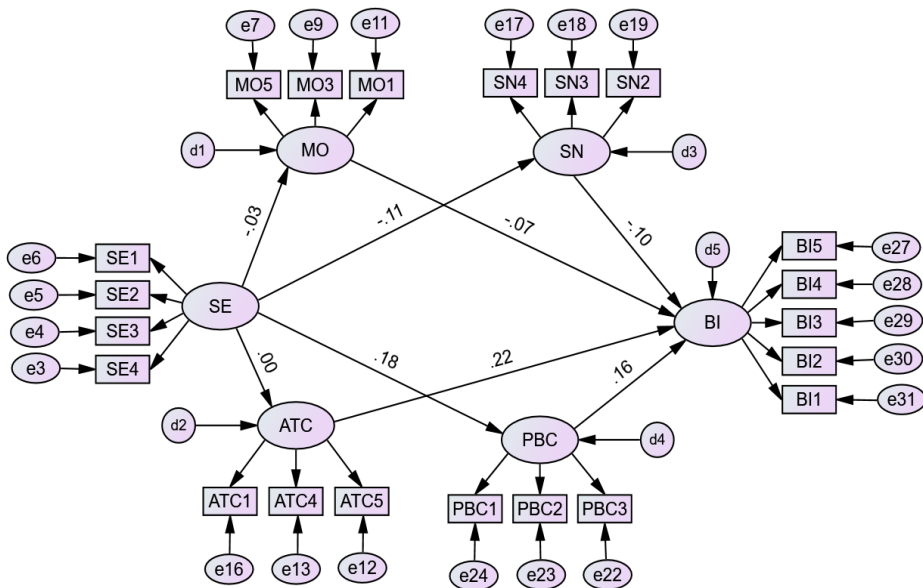 e7 e9 e11
e17 e18 e19
MO5 MO3 MO1
SN4 SN3 SN2
d1 MO
SN d3
-.03
-.11
-.07
-.10
d5
e6 SE1
e5 SE2
e4 SE3
e3 SE4
SE
BI
BI5 e27
BI4 e28
BI3 e29
BI2 e30
BI1 e31
.00
.18
.22
.16
d2 ATC
PBC d4
ATC1 ATC4 ATC5
PBC1 PBC2 PBC3
e16 e13 e12
e24 e23 e22